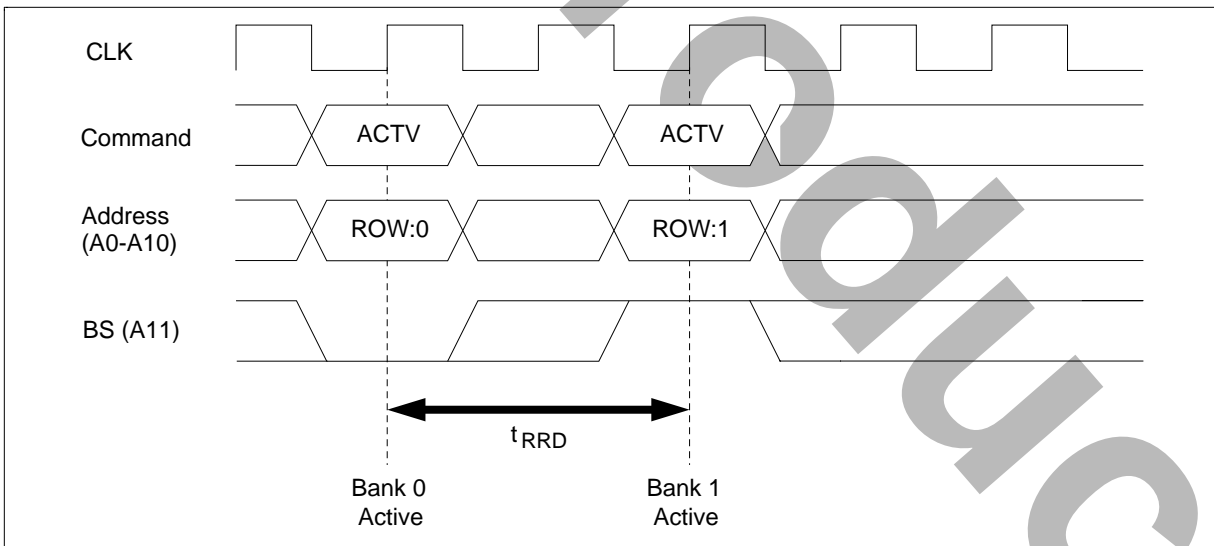 CLK
Command
ACTV
ACTV
Address
(A0-A10)
ROW:0
ROW:1
BS (A11)
tRRD
Bank 0
Active
Bank 1
Active